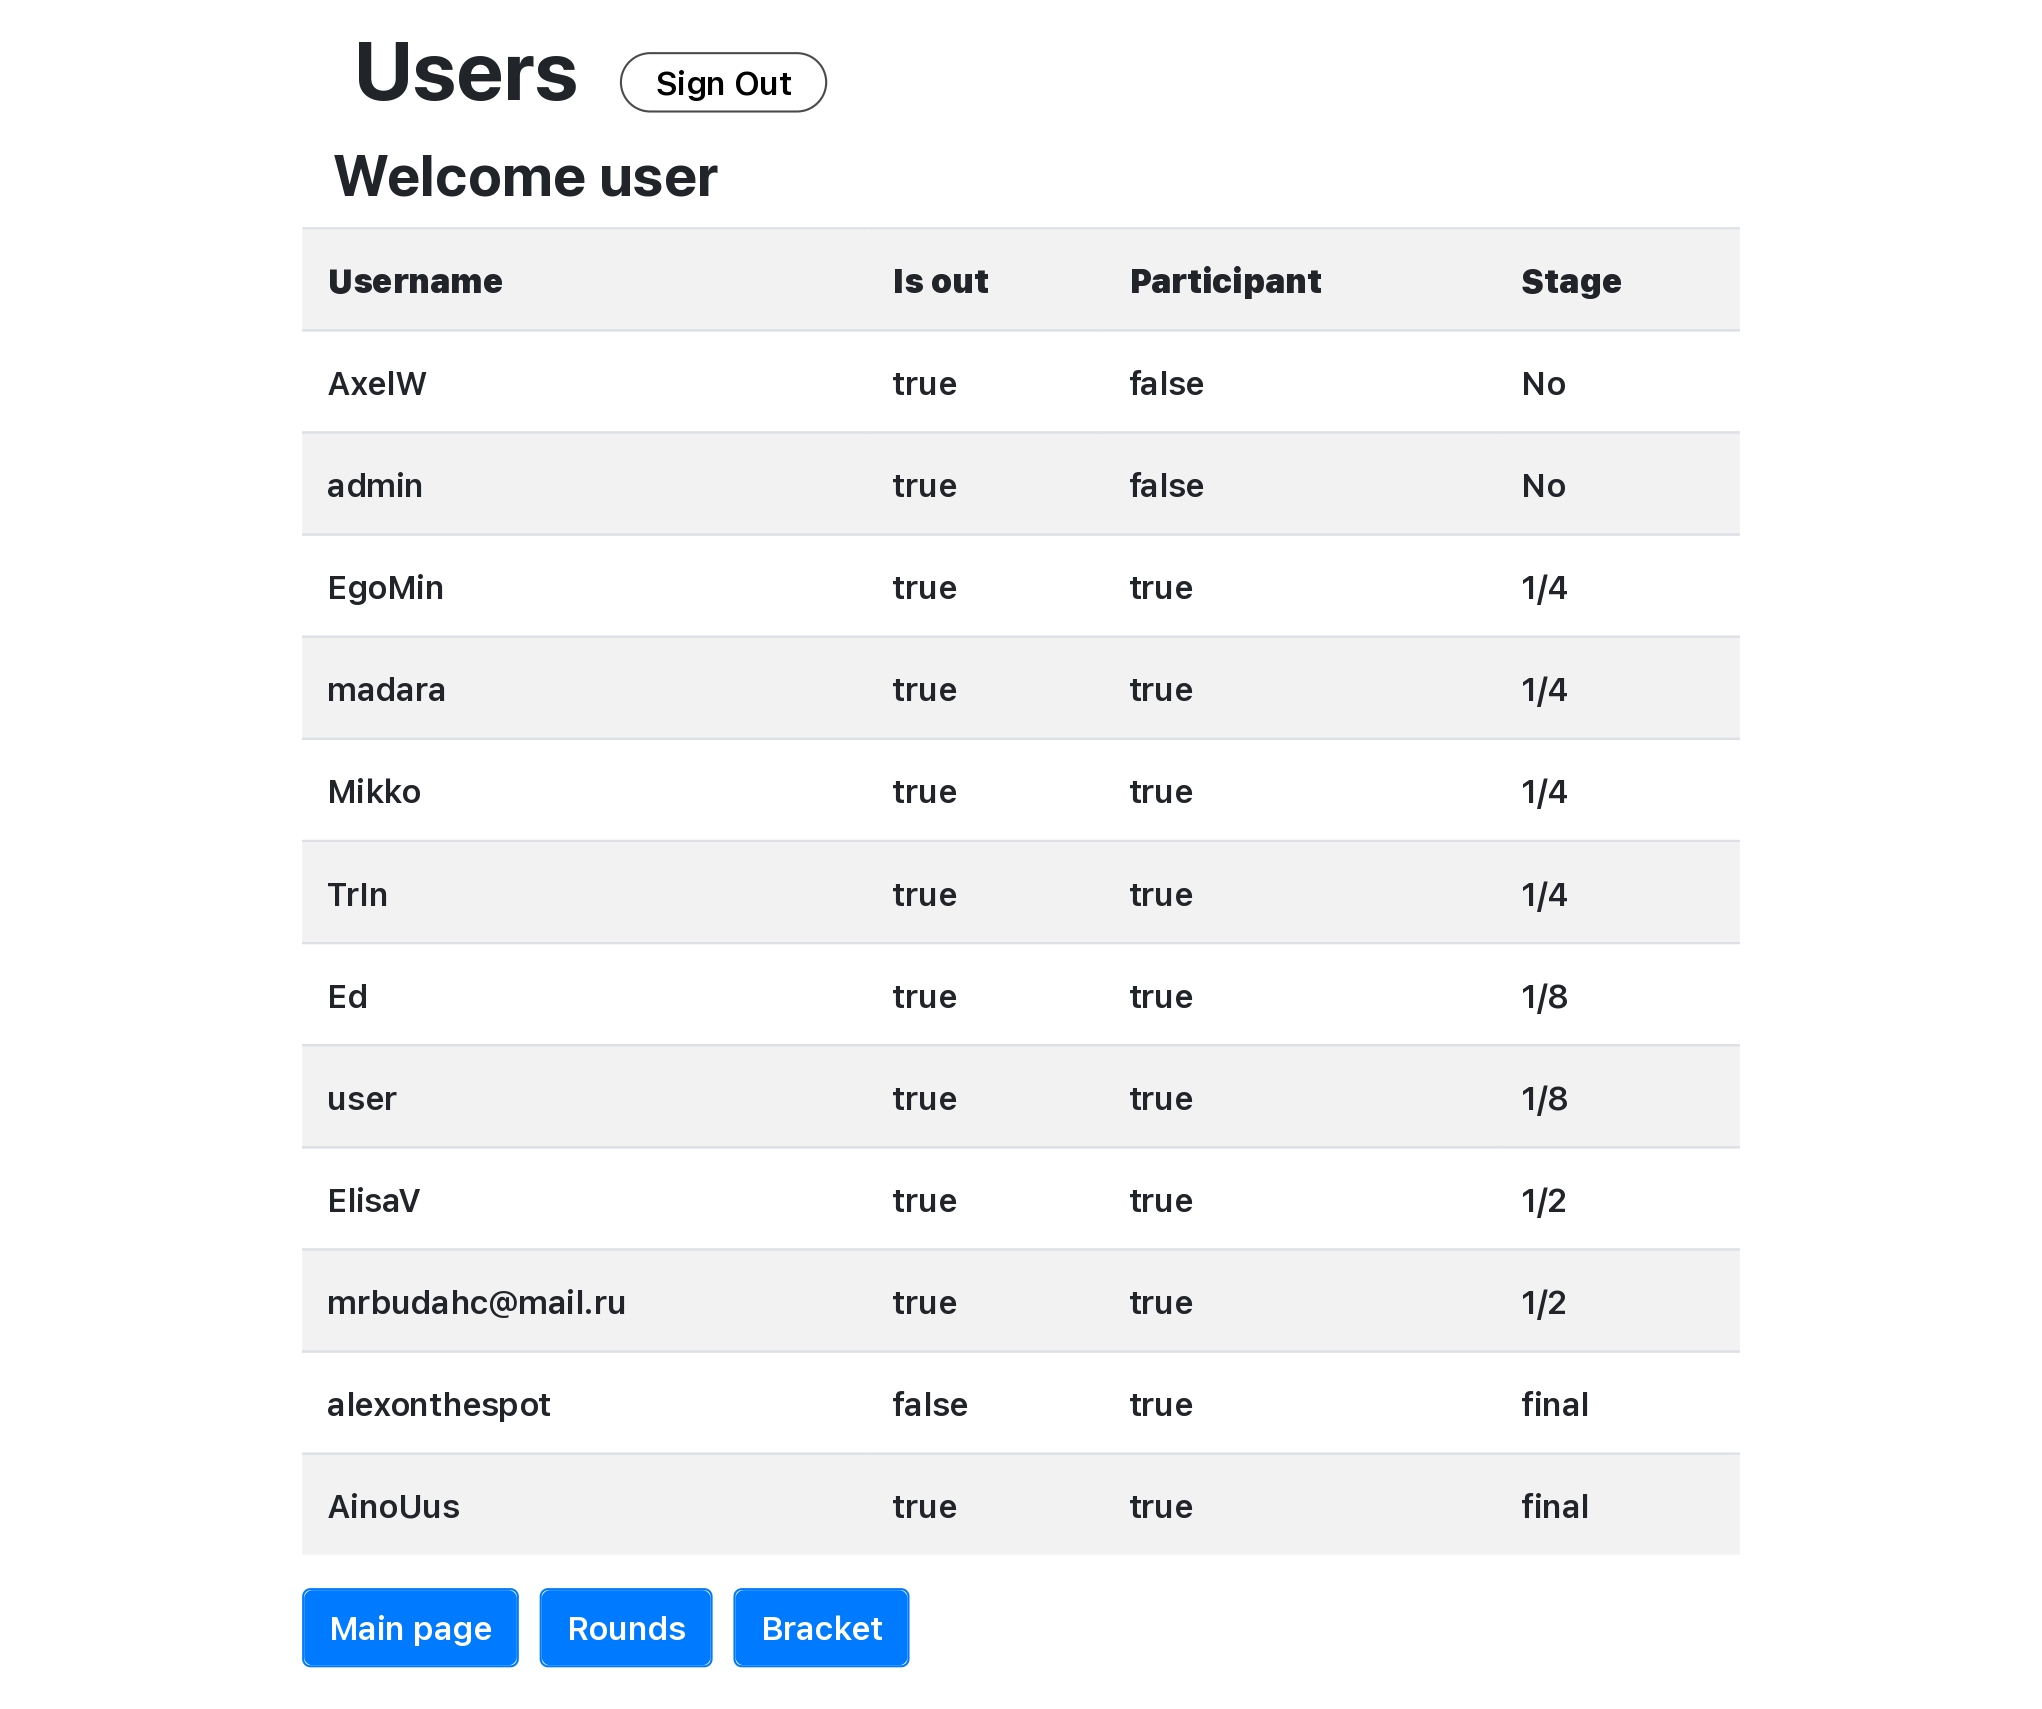 Users Sign Out
Welcome user
Username Is out Participant Stage
AxelW true false No
admin true false No
EgoMin true true 1/4
madara true true 1/4
Mikko true true 1/4
TrIn true true 1/4
Ed true true 1/8
user true true 1/8
ElisaV true true 1/2
mrbudahc@mail.ru true true 1/2
alexonthespot false true final
AinoUus true true final
Main page Rounds Bracket